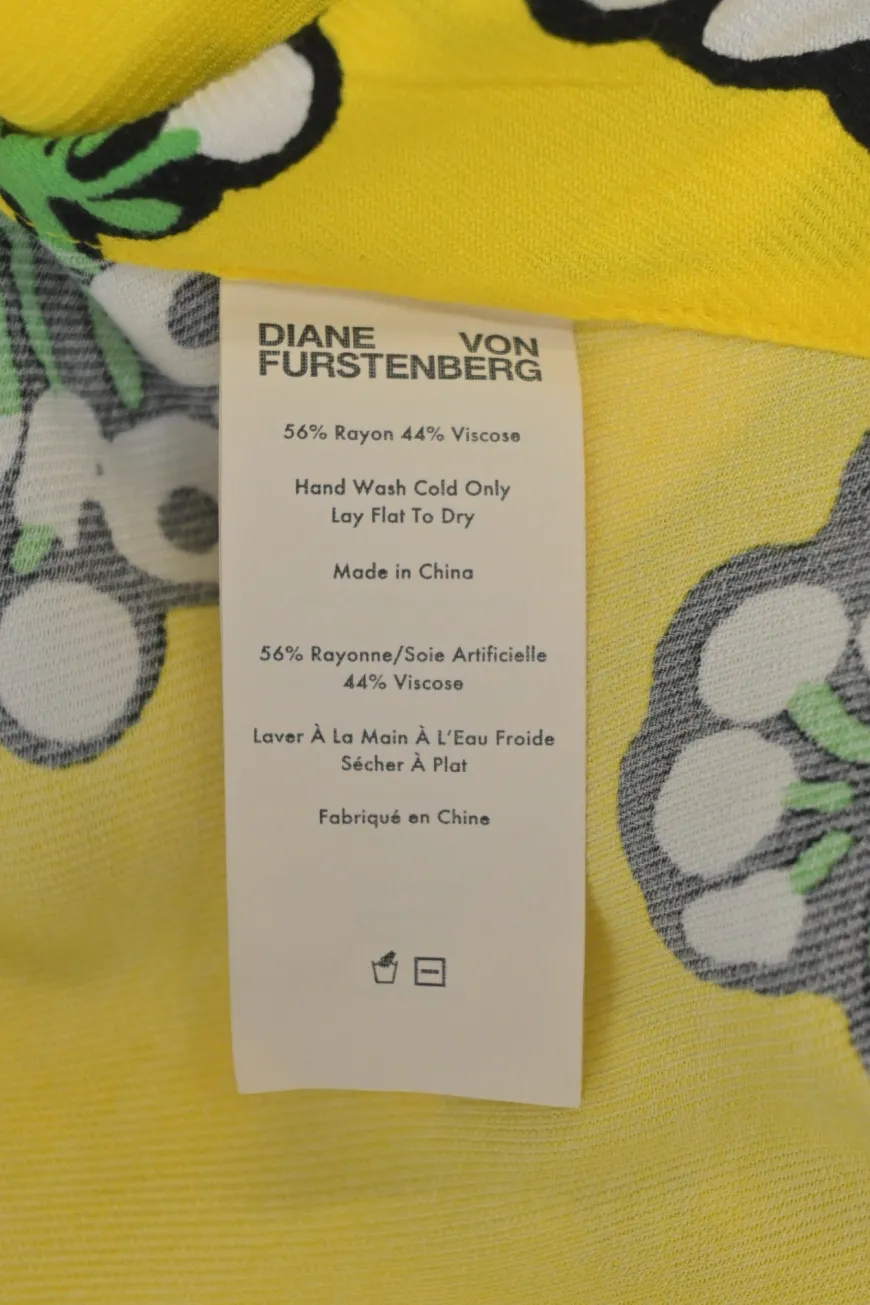 DIANE VON
FURSTENBERG
56% Rayon 44% Viscose
Hand Wash Cold Only
Lay Flat To Dry
Made in China
56% Rayonne/Soie Artificielle
44% Viscose
Laver À La Main À L'Eau Froide
Sécher À Plat
Fabriqué en Chine